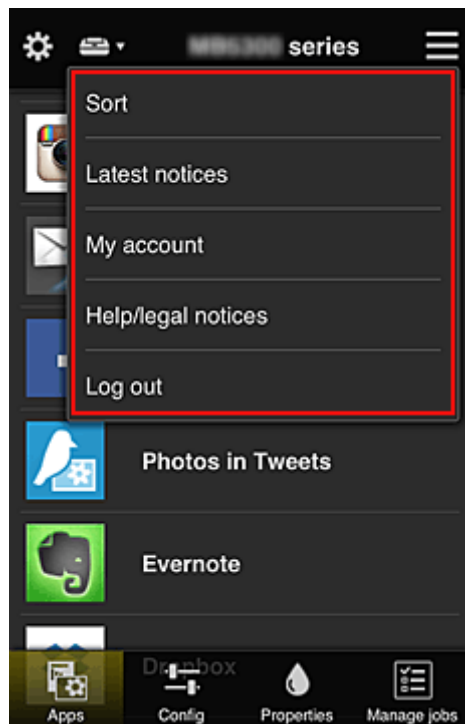 series
Sort
Latest notices
My account
Help/legal notices
Log out
Photos in Tweets
Evernote
Dropbox
Apps
Config
Properties
Manage jobs